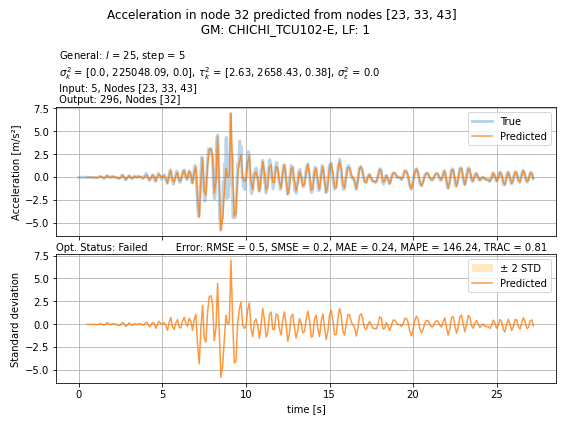 Acceleration in node 32 predicted from nodes [23, 33, 43]
GM: CHICHI_TCU102-E, LF: 1
General: l = 25, step = 5
σ²ₖ = [0.0, 225048.09, 0.0], τ²ₖ = [2.63, 2658.43, 0.38], σ²ε = 0.0
Input: 5, Nodes [23, 33, 43]
Output: 296, Nodes [32]
Acceleration [m/s²]
7.5
5.0
2.5
0.0
−2.5
−5.0
True
Predicted
Opt. Status: Failed
Error: RMSE = 0.5, SMSE = 0.2, MAE = 0.24, MAPE = 146.24, TRAC = 0.81
Standard deviation
7.5
5.0
2.5
0.0
−2.5
−5.0
± 2 STD
Predicted
0 5 10 15 20 25
time [s]